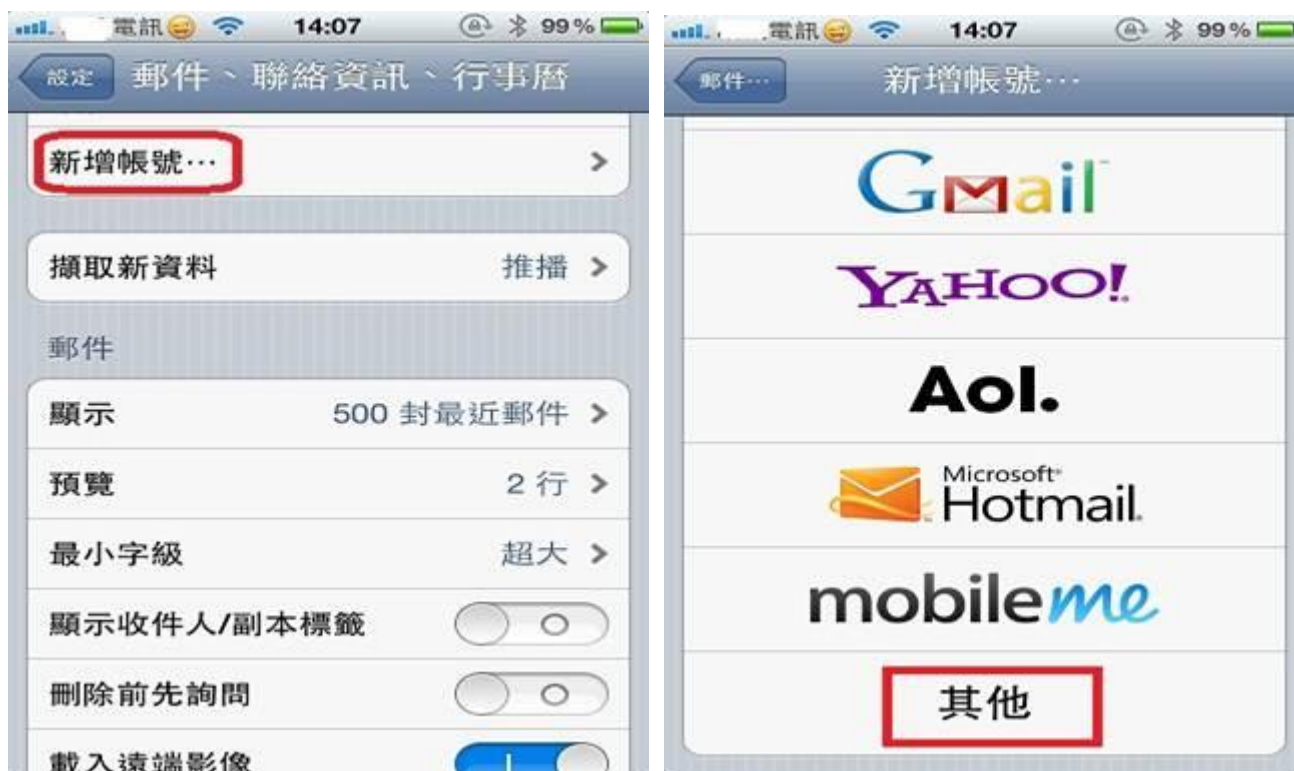 電訊 14:07 99%
設定 郵件、聯絡資訊、行事曆
新增帳號…
擷取新資料 推播
郵件
顯示 500 封最近郵件
預覽 2 行
最小字級 超大
顯示收件人/副本標籤
刪除前先詢問
載入遠端影像
電訊 14:07 99%
郵件… 新增帳號…
Gmail
YAHOO!
Aol.
Microsoft®
Hotmail
mobileme
其他